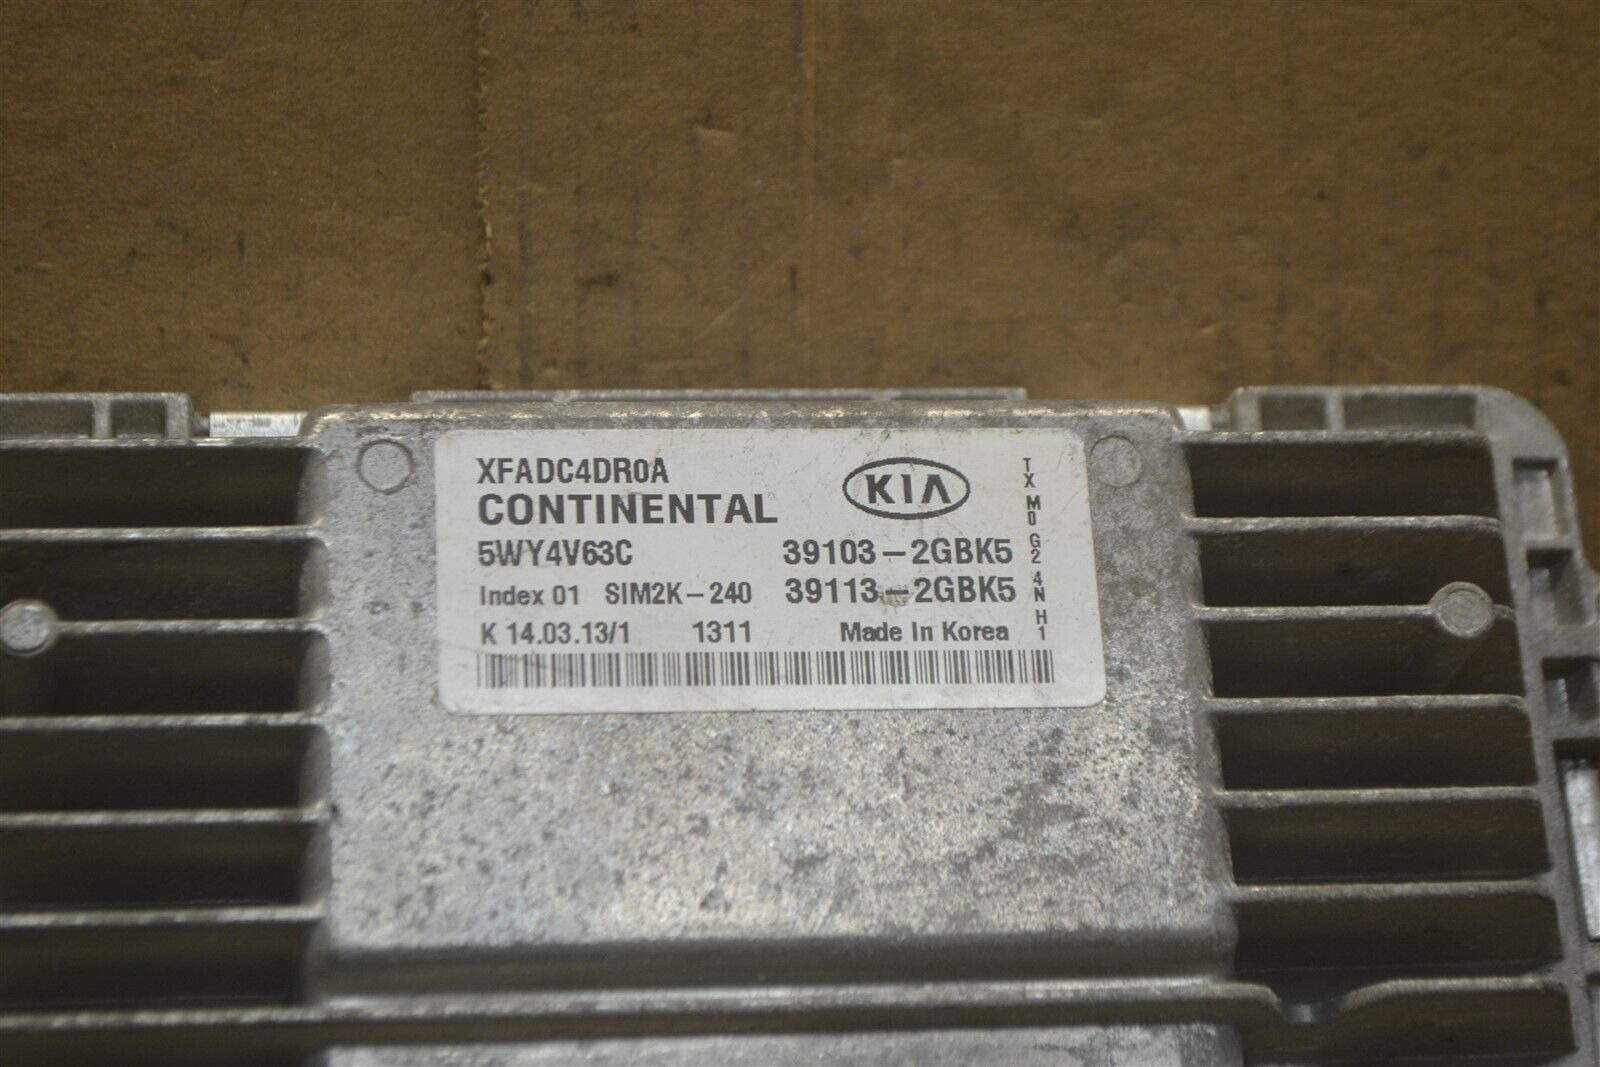 XFADC4DR0A
CONTINENTAL
KIA
5WY4V63C 39103-2GBK5
Index 01 SIM2K-240 39113-2GBK5
K 14.03.13/1 1311 Made In Korea
TX M0 G2 4N H1